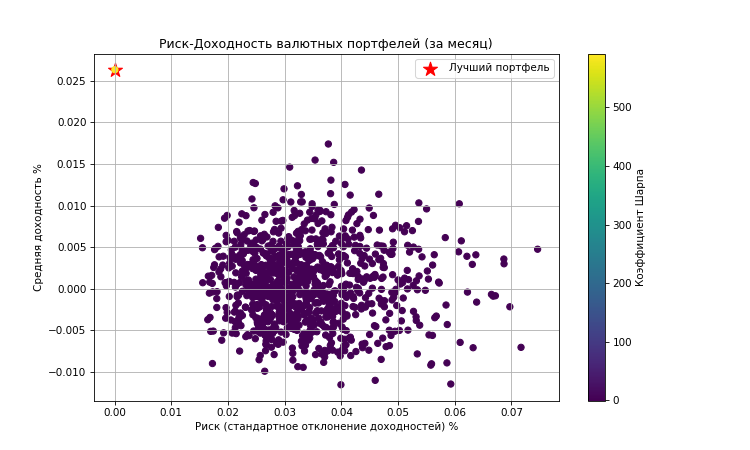 Риск-Доходность валютных портфелей (за месяц)
Лучший портфель
0.025
0.020
0.015
0.010
0.005
0.000
−0.005
−0.010
Средняя доходность %
0.00 0.01 0.02 0.03 0.04 0.05 0.06 0.07
Риск (стандартное отклонение доходностей) %
500
400
300
200
100
0
Коэффициент Шарпа